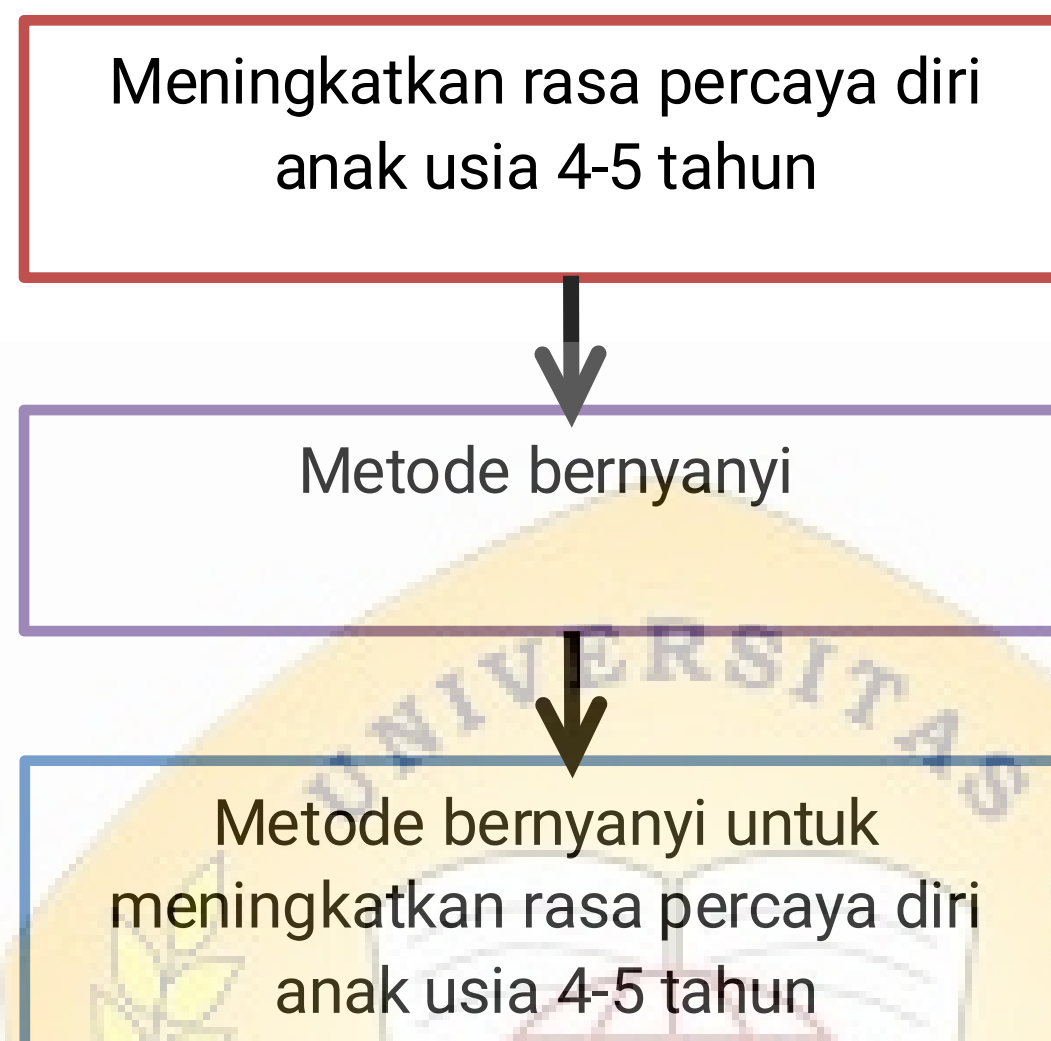 Meningkatkan rasa percaya diri
anak usia 4-5 tahun
Metode bernyanyi
UNIVERSITAS
Metode bernyanyi untuk
meningkatkan rasa percaya diri
anak usia 4-5 tahun